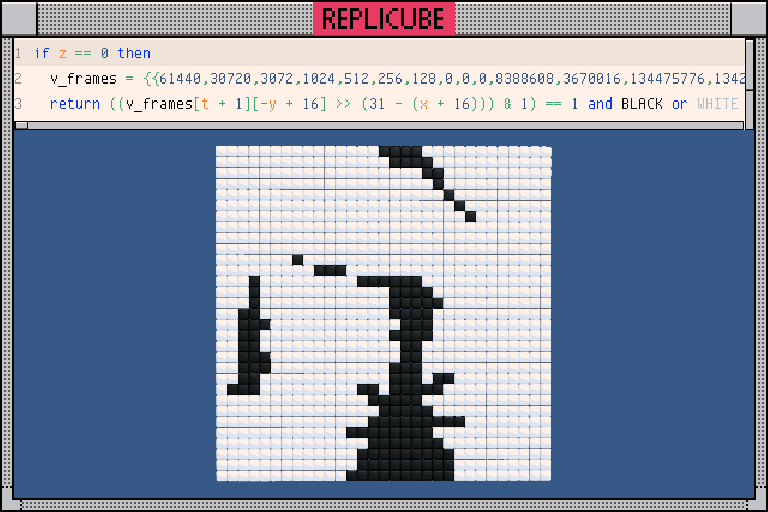 REPLICUBE
1 if z == 0 then
2 v_frames = {{61440,30720,3072,1024,512,256,128,0,0,0,8388608,3670016,134475776,1342
3 return ((v_frames[t + 1][-y + 16] >> (31 - (x + 16))) & 1) == 1 and BLACK or WHITE